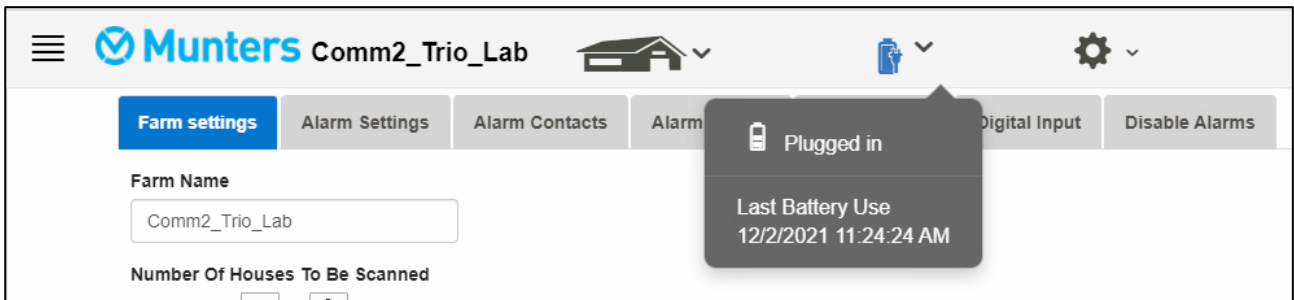 Munters Comm2_Trio_Lab
Farm settings Alarm Settings Alarm Contacts Alarm Digital Input Disable Alarms
Plugged in
Farm Name
Comm2_Trio_Lab
Last Battery Use
12/2/2021 11:24:24 AM
Number Of Houses To Be Scanned